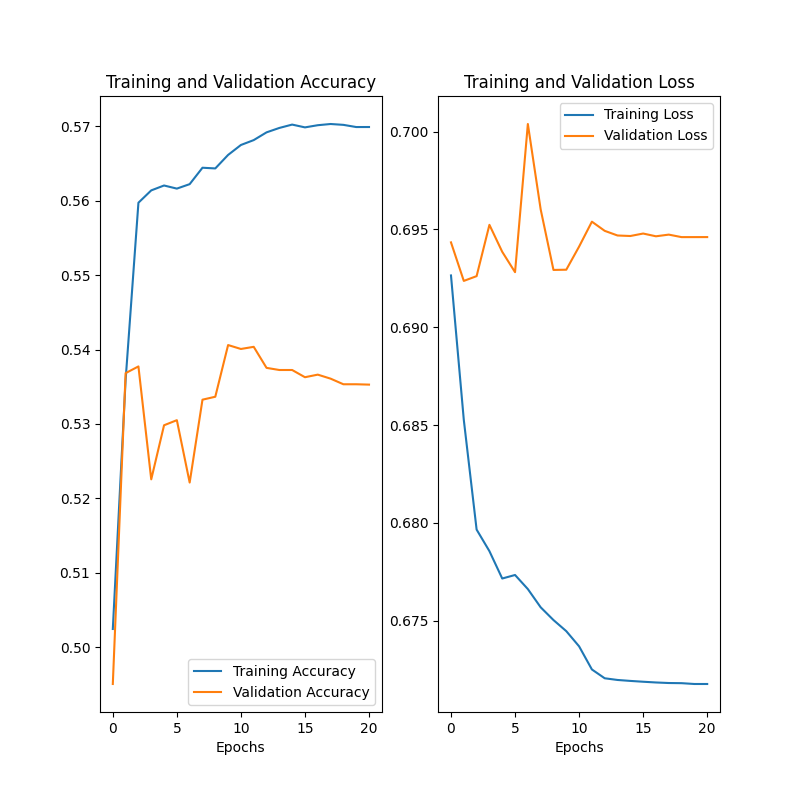 Training and Validation Accuracy
0.57
0.56
0.55
0.54
0.53
0.52
0.51
0.50
Training Accuracy
Validation Accuracy
0 5 10 15 20
Epochs
Training and Validation Loss
Training Loss
Validation Loss
0.700
0.695
0.690
0.685
0.680
0.675
0 5 10 15 20
Epochs